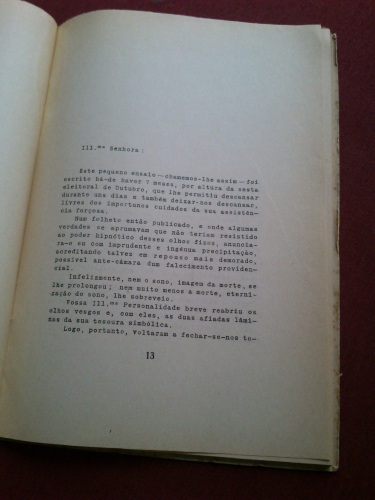 Ill.ma Senhora:
Este pequeno ensaio — chamemos-lhe assim — foi
escrito há-de haver 7 meses, por altura da sesta
eleitoral de Outubro, que lhe permitiu descansar
durante uns dias e também deixar-nos descansar,
livres dos importunos cuidados da sua assistên-
cia forçosa.
Num folheto então publicado, e onde algumas
verdades se aprumavam que não teriam resistido
ao poder hipnótico desses olhos fixos, anuncia-
ra-se ou com prudente e ingénua precipitação,
acreditando talvez em repouso mais demorado,
possível ante-câmara dum falecimento providen-
cial.
Infelizmente, nem o sono, imagem da morte, se
lhe prolongou; nem muito menos a morte, eterni-
zação do sono, lhe sobreveio.
Vossa Ill.ma Personalidade breve reabriu os
olhos vesgos e, com eles, as duas afiadas lâmi-
nas da sua tesoura simbólica.
Logo, portanto, voltaram a fechar-se-nos to-
13